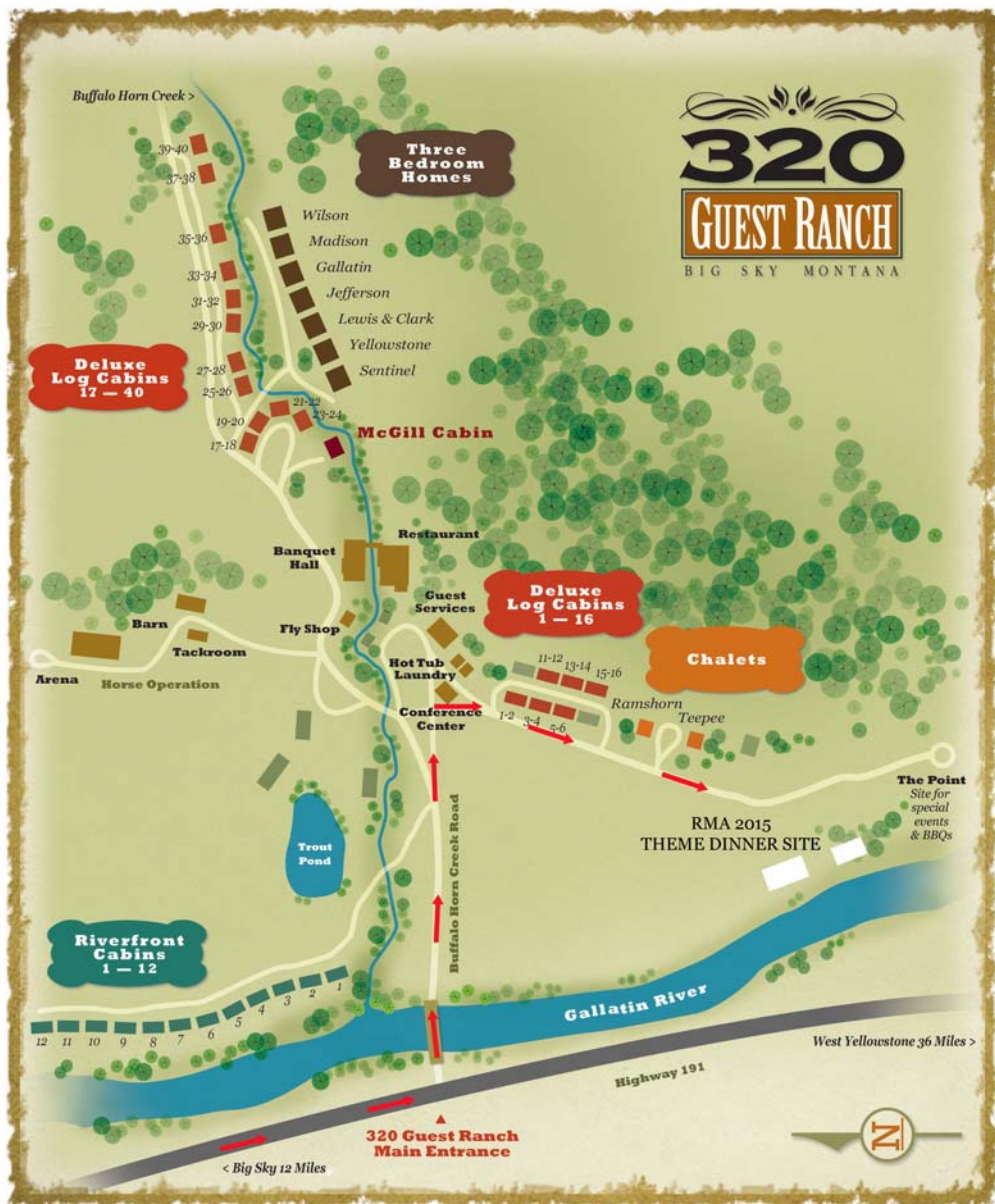 Buffalo Horn Creek >
320
GUEST RANCH
BIG SKY MONTANA
Three
Bedroom
Homes
39-40
37-38
35-36
33-34
31-32
29-30
27-28
25-26
21-22
23-24
19-20
17-18
Wilson
Madison
Gallatin
Jefferson
Lewis & Clark
Yellowstone
Sentinel
Deluxe
Log Cabins
17 — 40
McGill Cabin
Banquet
Hall
Restaurant
Guest
Services
Deluxe
Log Cabins
1 — 16
Chalets
Barn
Tackroom
Fly Shop
Arena
Horse Operation
Hot Tub
Laundry
Conference
Center
11-12
13-14
15-16
1-2
3-4
5-6
Ramshorn
Teepee
The Point
Site for
special
events
& BBQs
RMA 2015
THEME DINNER SITE
Trout
Pond
Buffalo Horn Creek Road
Riverfront
Cabins
1 — 12
12
11
10
9
8
7
6
5
4
3
2
1
Gallatin River
West Yellowstone 36 Miles >
Highway 191
320 Guest Ranch
Main Entrance
< Big Sky 12 Miles
N